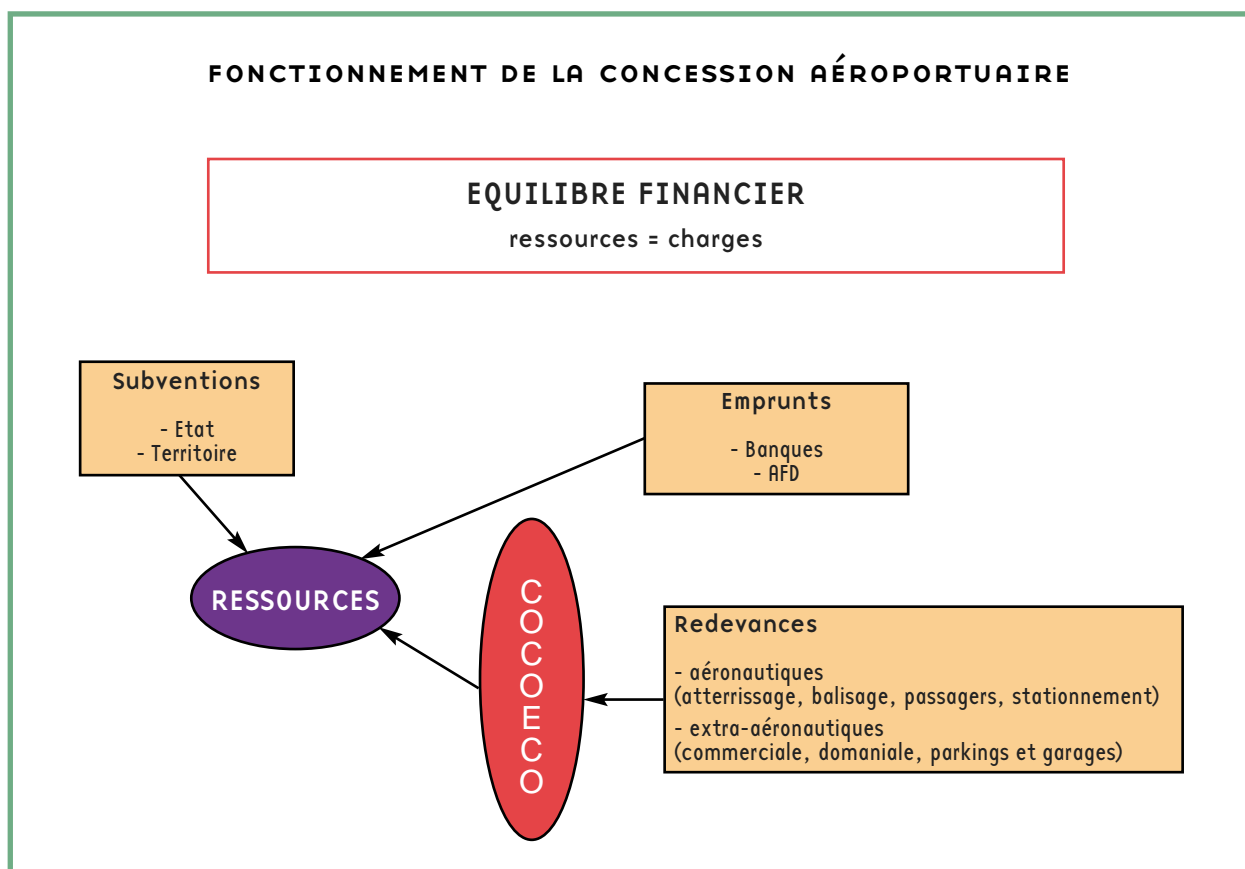 FONCTIONNEMENT DE LA CONCESSION AÉROPORTUAIRE
EQUILIBRE FINANCIER
ressources = charges
Subventions
- Etat
- Territoire
Emprunts
- Banques
- AFD
RESSOURCES
COCOECO
Redevances
- aéronautiques
(atterrissage, balisage, passagers, stationnement)
- extra-aéronautiques
(commerciale, domaniale, parkings et garages)